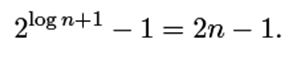 2^{\log n+1} − 1 = 2n − 1.